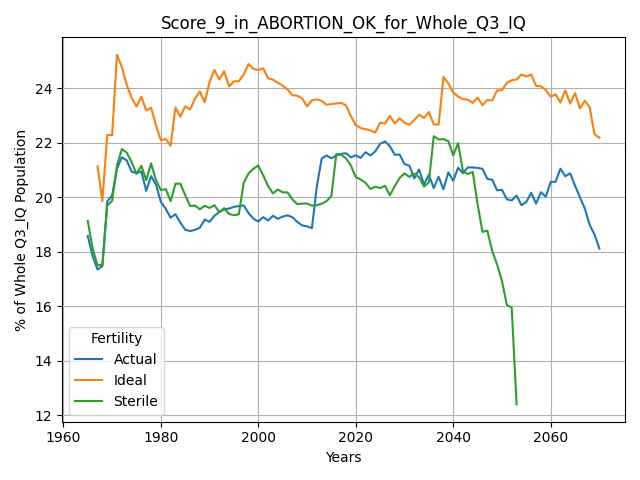 Score_9_in_ABORTION_OK_for_Whole_Q3_IQ
% of Whole Q3_IQ Population
24
22
20
18
16
14
12
Fertility
Actual
Ideal
Sterile
1960
1980
2000
2020
2040
2060
Years